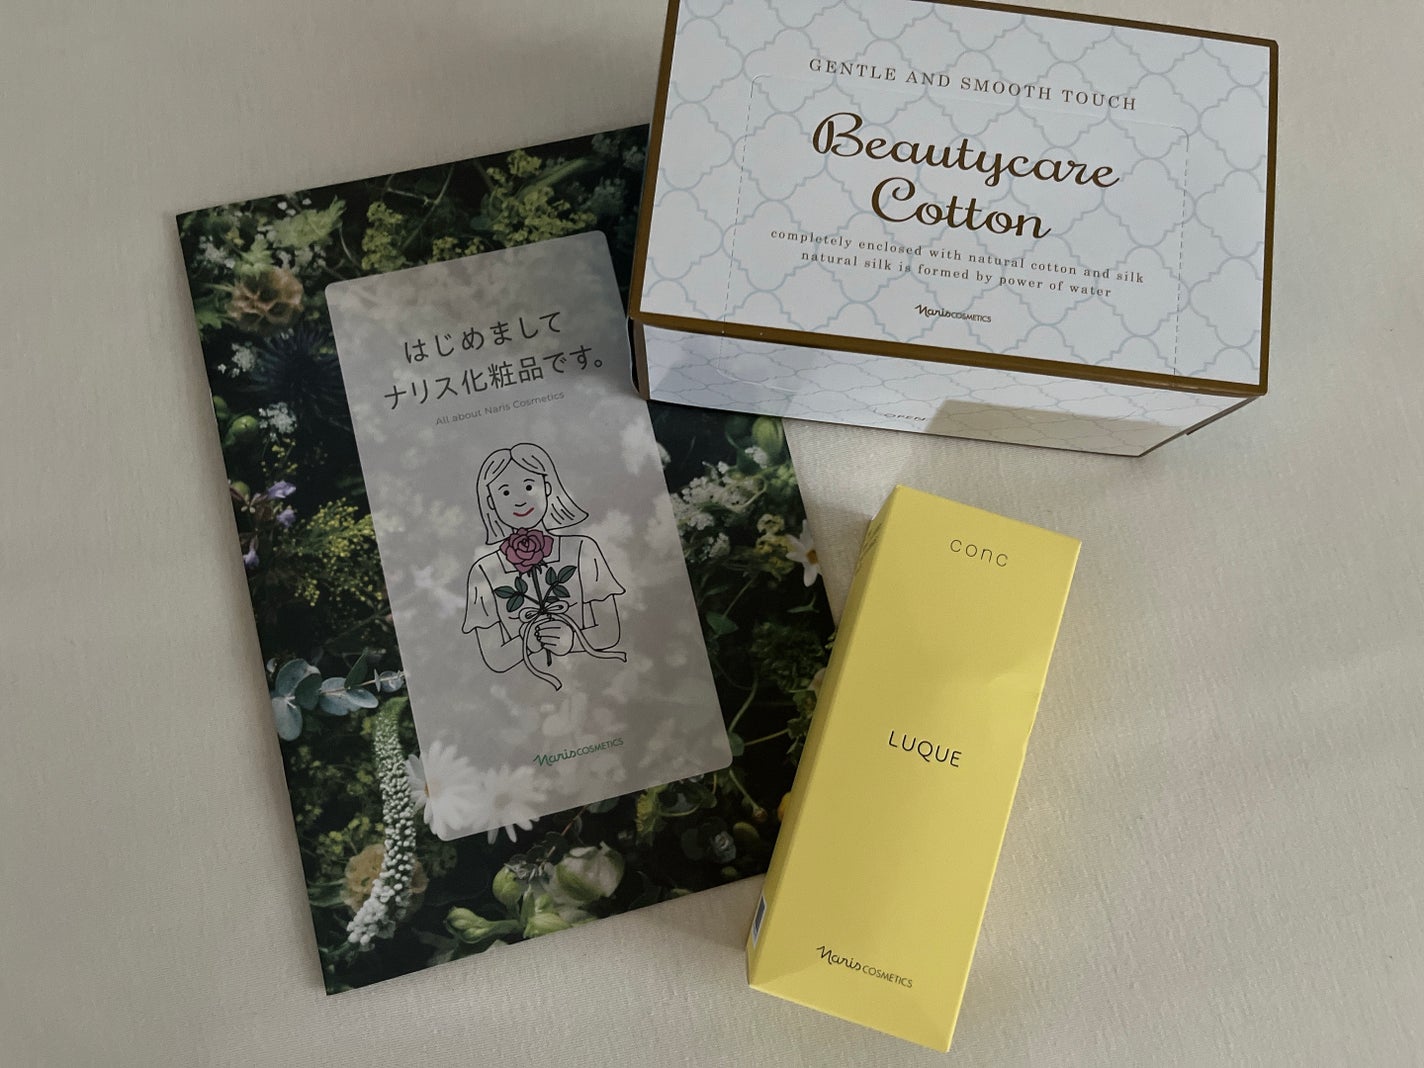 GENTLE AND SMOOTH TOUCH
Beautycare
Cotton
completely enclosed with natural cotton and silk
natural silk is formed by power of water
Naris COSMETICS
OPEN
はじめまして
ナリス化粧品です。
All about Naris Cosmetics
Naris COSMETICS
conc
LUQUE
Naris COSMETICS